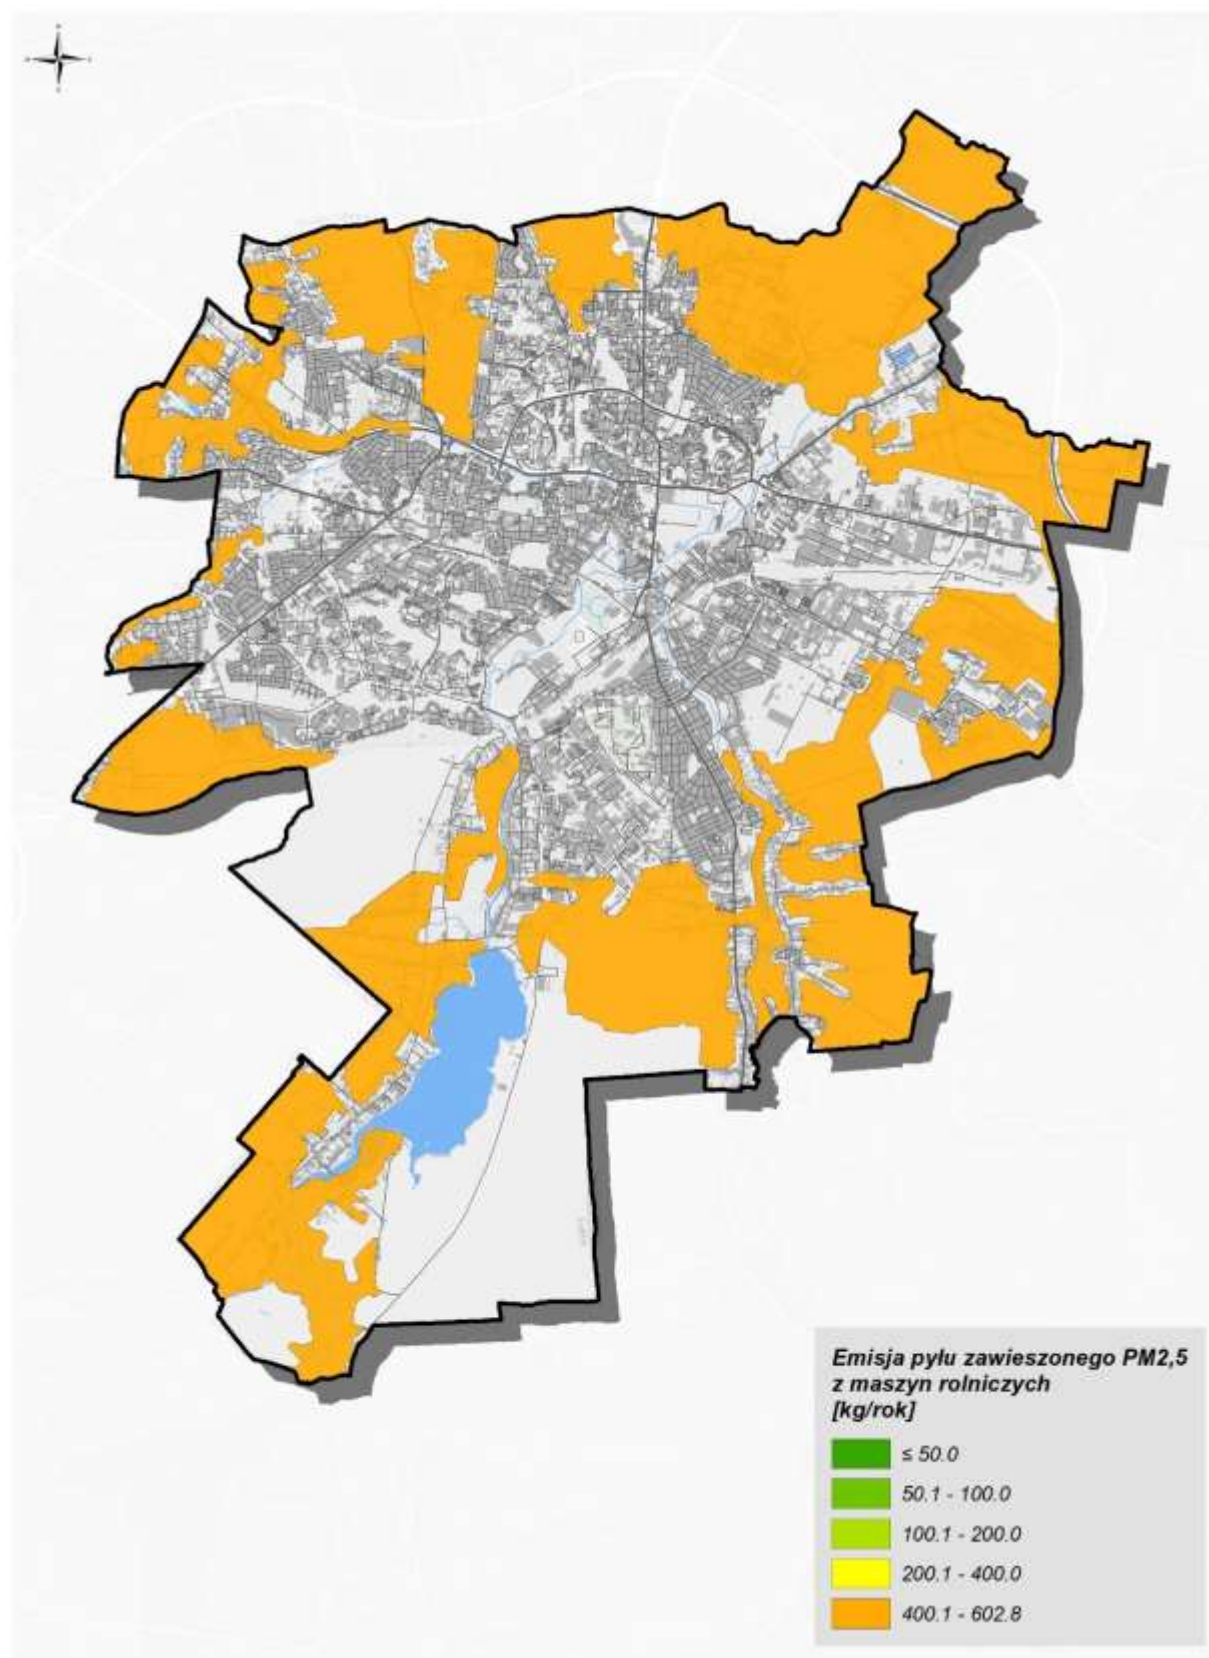 Emisja pyłu zawieszonego PM2,5
z maszyn rolniczych
[kg/rok]
≤ 50.0
50.1 - 100.0
100.1 - 200.0
200.1 - 400.0
400.1 - 602.8